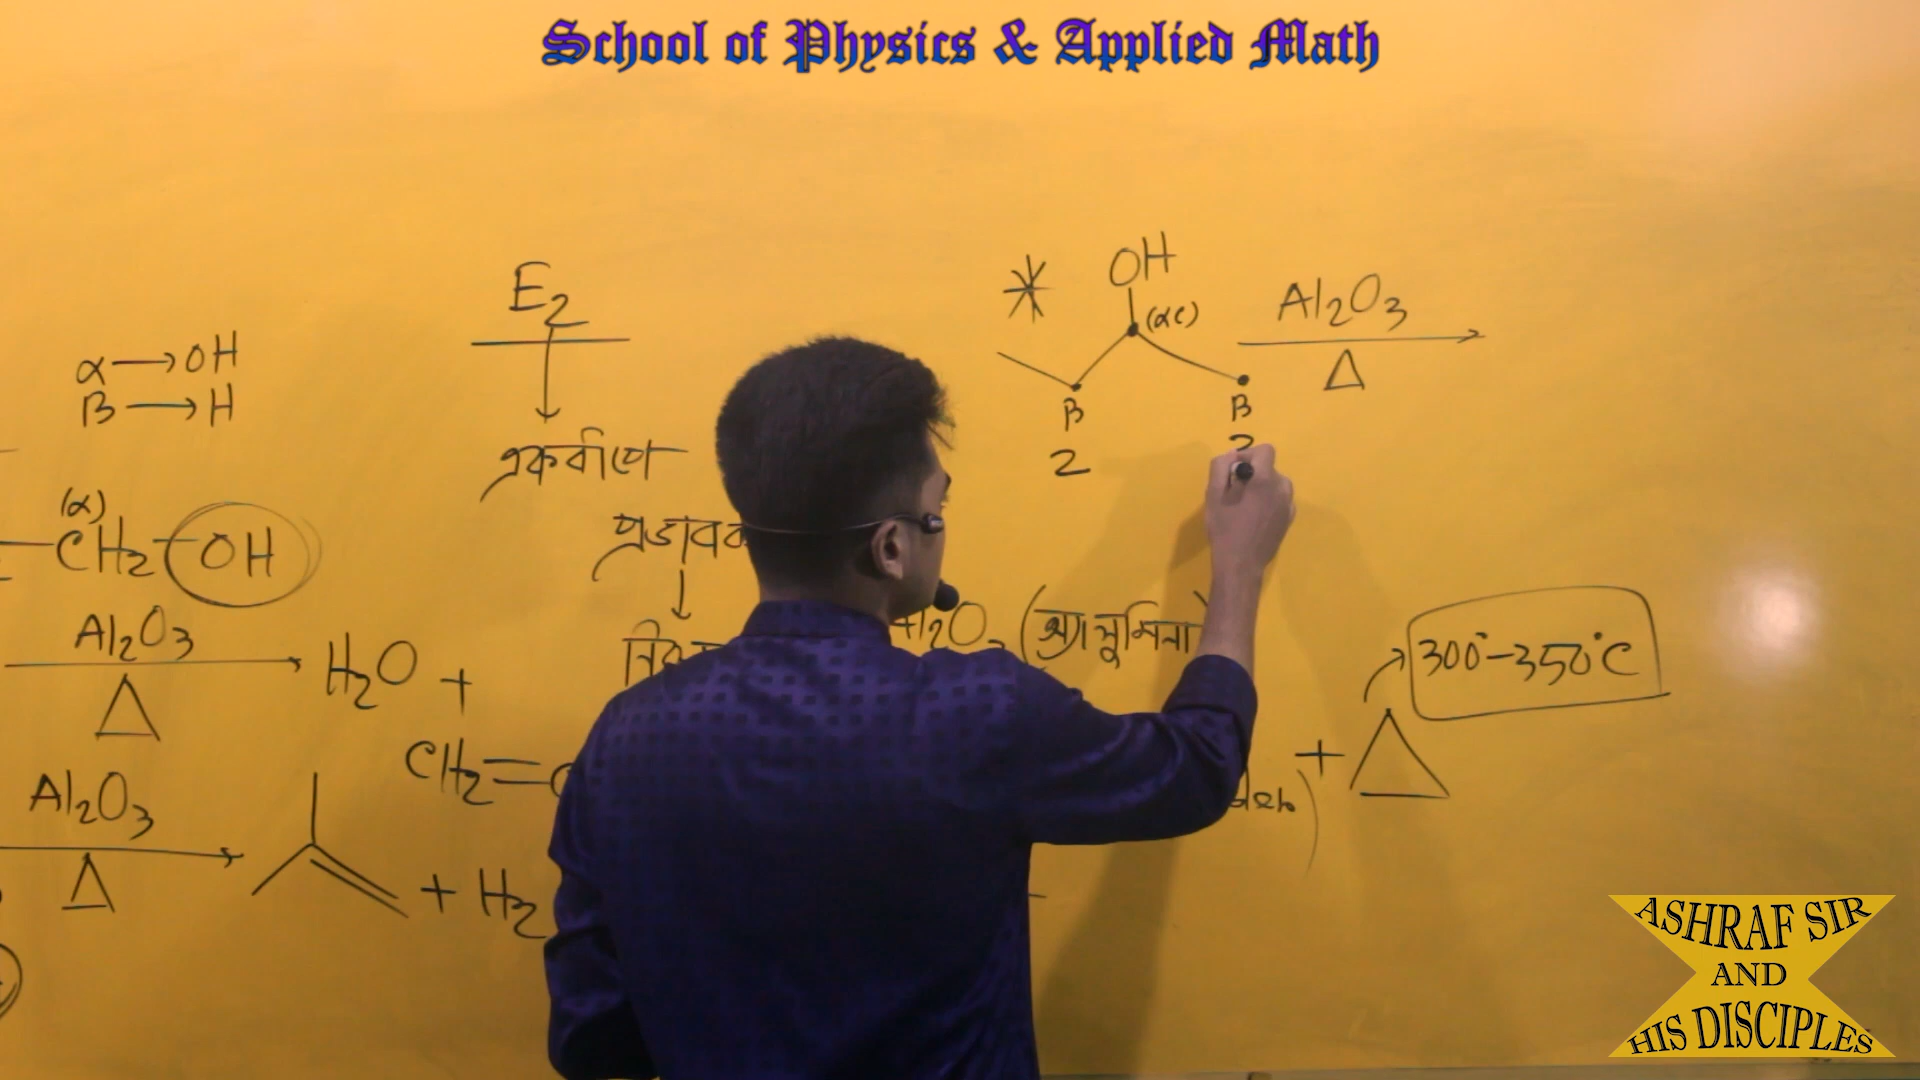 School of Physics & Applied Math
α → OH
β → H
(α)
CH₂ – OH
Al₂O₃
Δ
H₂O +
CH₂ =
Al₂O₃
Δ
+ H₂
E₂
একধাপে
প্রভাবক
Al₂O₃ (অ্যালুমিনা)
+ Δ
300°–350°C
* OH
(αC)
β
2
β
Al₂O₃
Δ
ASHRAF SIR
AND
HIS DISCIPLES